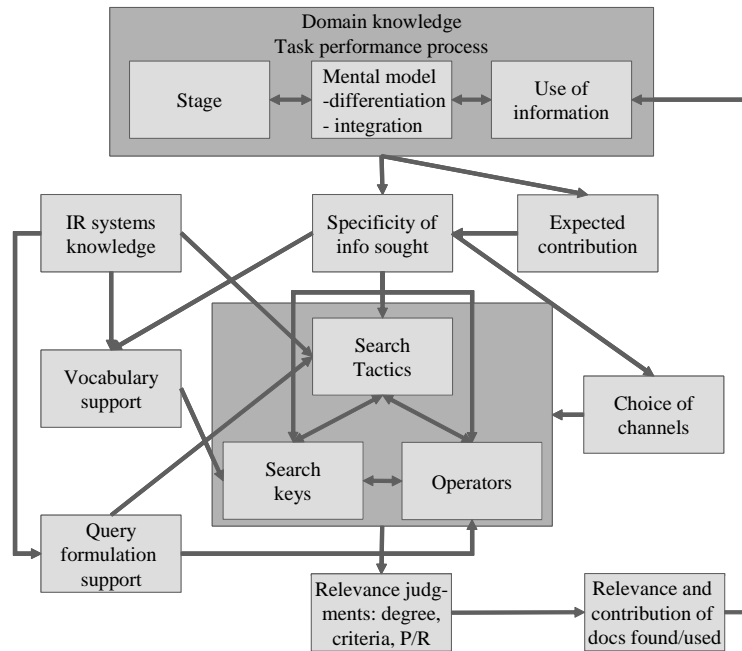 Domain knowledge
Task performance process
Stage
Mental model
-differentiation
- integration
Use of
information
IR systems
knowledge
Specificity of
info sought
Expected
contribution
Search
Tactics
Vocabulary
support
Choice of
channels
Search
keys
Operators
Query
formulation
support
Relevance judg-
ments: degree,
criteria, P/R
Relevance and
contribution of
docs found/used